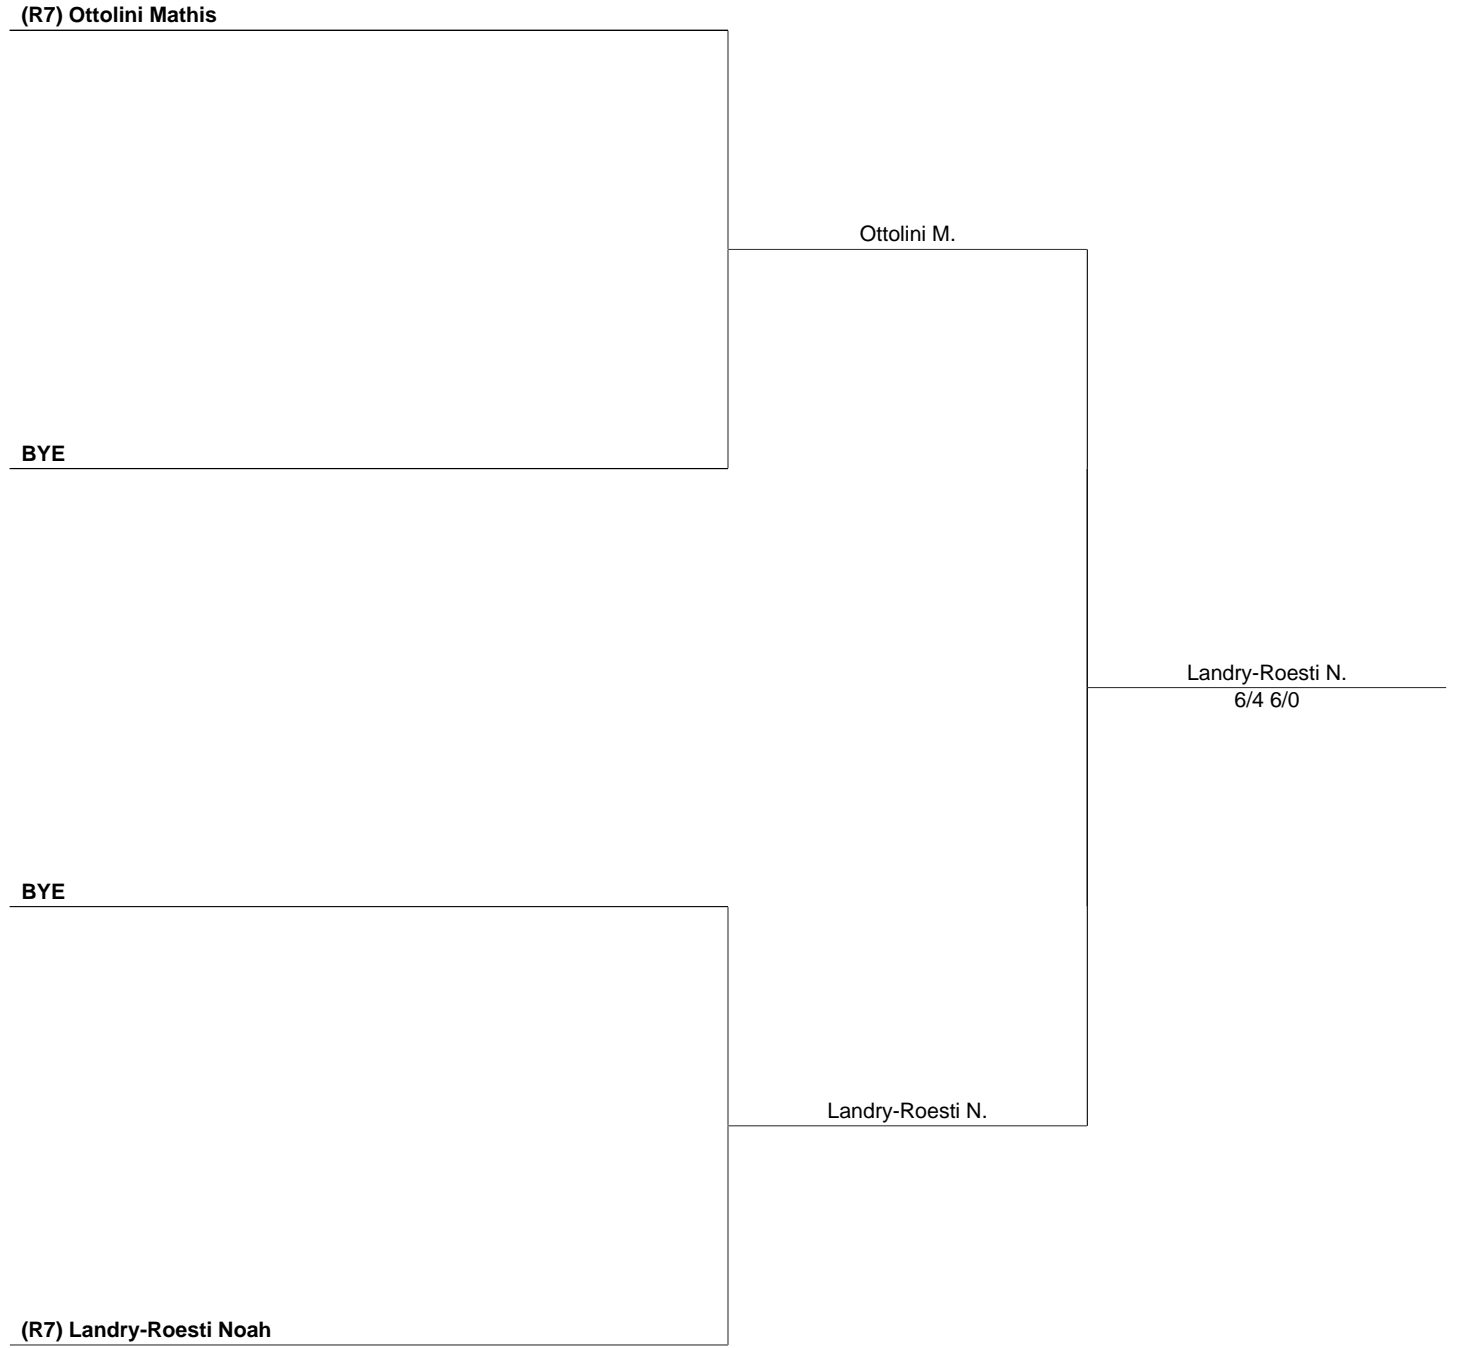 (R7) Ottolini Mathis
Ottolini M.
BYE
Landry-Roesti N.
6/4 6/0
BYE
Landry-Roesti N.
(R7) Landry-Roesti Noah